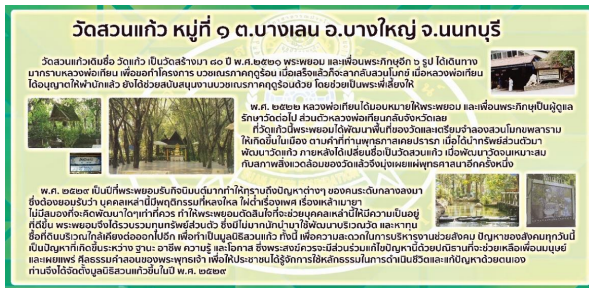 วัดสวนแก้ว หมู่ที่ ๑ ต.บางเลน อ.บางใหญ่ จ.นนทบุรี
วัดสวนแก้วเดิมชื่อ วัดแก้ว เป็นวัดสร้างมา ๘๐ ปี พ.ศ.๒๕๒๑ พระพยอม และเพื่อนพระภิกษุอีก ๖ รูป ได้เดินทาง
มากราบหลวงพ่อเทียน เพื่อขอทำโครงการ บวชเณรภาคฤดูร้อน เมื่อเสร็จแล้วก็จะลากลับสวนโมกข์ เมื่อหลวงพ่อเทียน
ได้อนุญาตให้พำนักแล้ว ยังได้ช่วยสนับสนุนงานบวชเณรภาคฤดูร้อนด้วย โดยช่วยเป็นพระพี่เลี้ยงให้
พ.ศ. ๒๕๒๒ หลวงพ่อเทียนได้มอบหมายให้พระพยอม และเพื่อนพระภิกษุเป็นผู้ดูแล
รักษาวัดต่อไป ส่วนตัวหลวงพ่อเทียนกลับจังหวัดเลย
ที่วัดแก้วนี้พระพยอมได้พัฒนาพื้นที่ของวัดและเตรียมจำลองสวนโมกขพลาราม
ให้เกิดขึ้นในเมือง ตามคำที่ท่านพุทธทาสเคยปรารภ เมื่อได้นำทรัพย์ส่วนตัวมา
พัฒนาวัดแก้ว ภายหลังได้เปลี่ยนชื่อเป็นวัดสวนแก้ว เมื่อพัฒนาวัดจนเหมาะสม
กับสภาพสิ่งแวดล้อมของวัดแล้วจึงมุ่งเผยแผ่พุทธศาสนาอีกครั้งหนึ่ง
พ.ศ. ๒๕๒๙ เป็นปีที่พระพยอมรับกิจนิมนต์มากทำให้ทราบถึงปัญหาต่างๆ ของคนระดับกลางลงมา
ซึ่งต้องยอมรับว่า บุคคลเหล่านี้มีพฤติกรรมที่หลงใหล ใฝ่ต่ำเรื่องเพศ เรื่องเหล้าเมายา
ไม่มีสมองที่จะคิดพัฒนาใดๆเท่าที่ควร ทำให้พระพยอมตัดสินใจที่จะช่วยบุคคลเหล่านี้ให้มีความเป็นอยู่
ที่ดีขึ้น พระพยอมจึงได้รวบรวมทุนทรัพย์ส่วนตัว ซึ่งมีไม่มากนักนำมาใช้พัฒนาบริเวณวัด และหาทุน
ซื้อที่ดินบริเวณใกล้เคียงต่อออกไปอีก เพื่อทำเป็นมูลนิธิสวนแก้ว ทั้งนี้ เพื่อความสะดวกในการบริหารงานช่วยสังคม ปัญหาของสังคมทุกวันนี้
เป็นปัญหาที่เกิดขึ้นระหว่าง ฐานะ อาชีพ ความรู้ และโอกาส ซึ่งพระสงฆ์ควรจะมีส่วนร่วมแก้ไขปัญหานี้ด้วยปณิธานที่จะช่วยเหลือเพื่อนมนุษย์
และเผยแพร่ ศีลธรรมคำสอนของพระพุทธเจ้า เพื่อให้ประชาชนได้รู้จักการใช้หลักธรรมในการดำเนินชีวิตและแก้ปัญหาด้วยตนเอง
ท่านจึงได้จัดตั้งมูลนิธิสวนแก้วขึ้นในปี พ.ศ. ๒๕๒๙